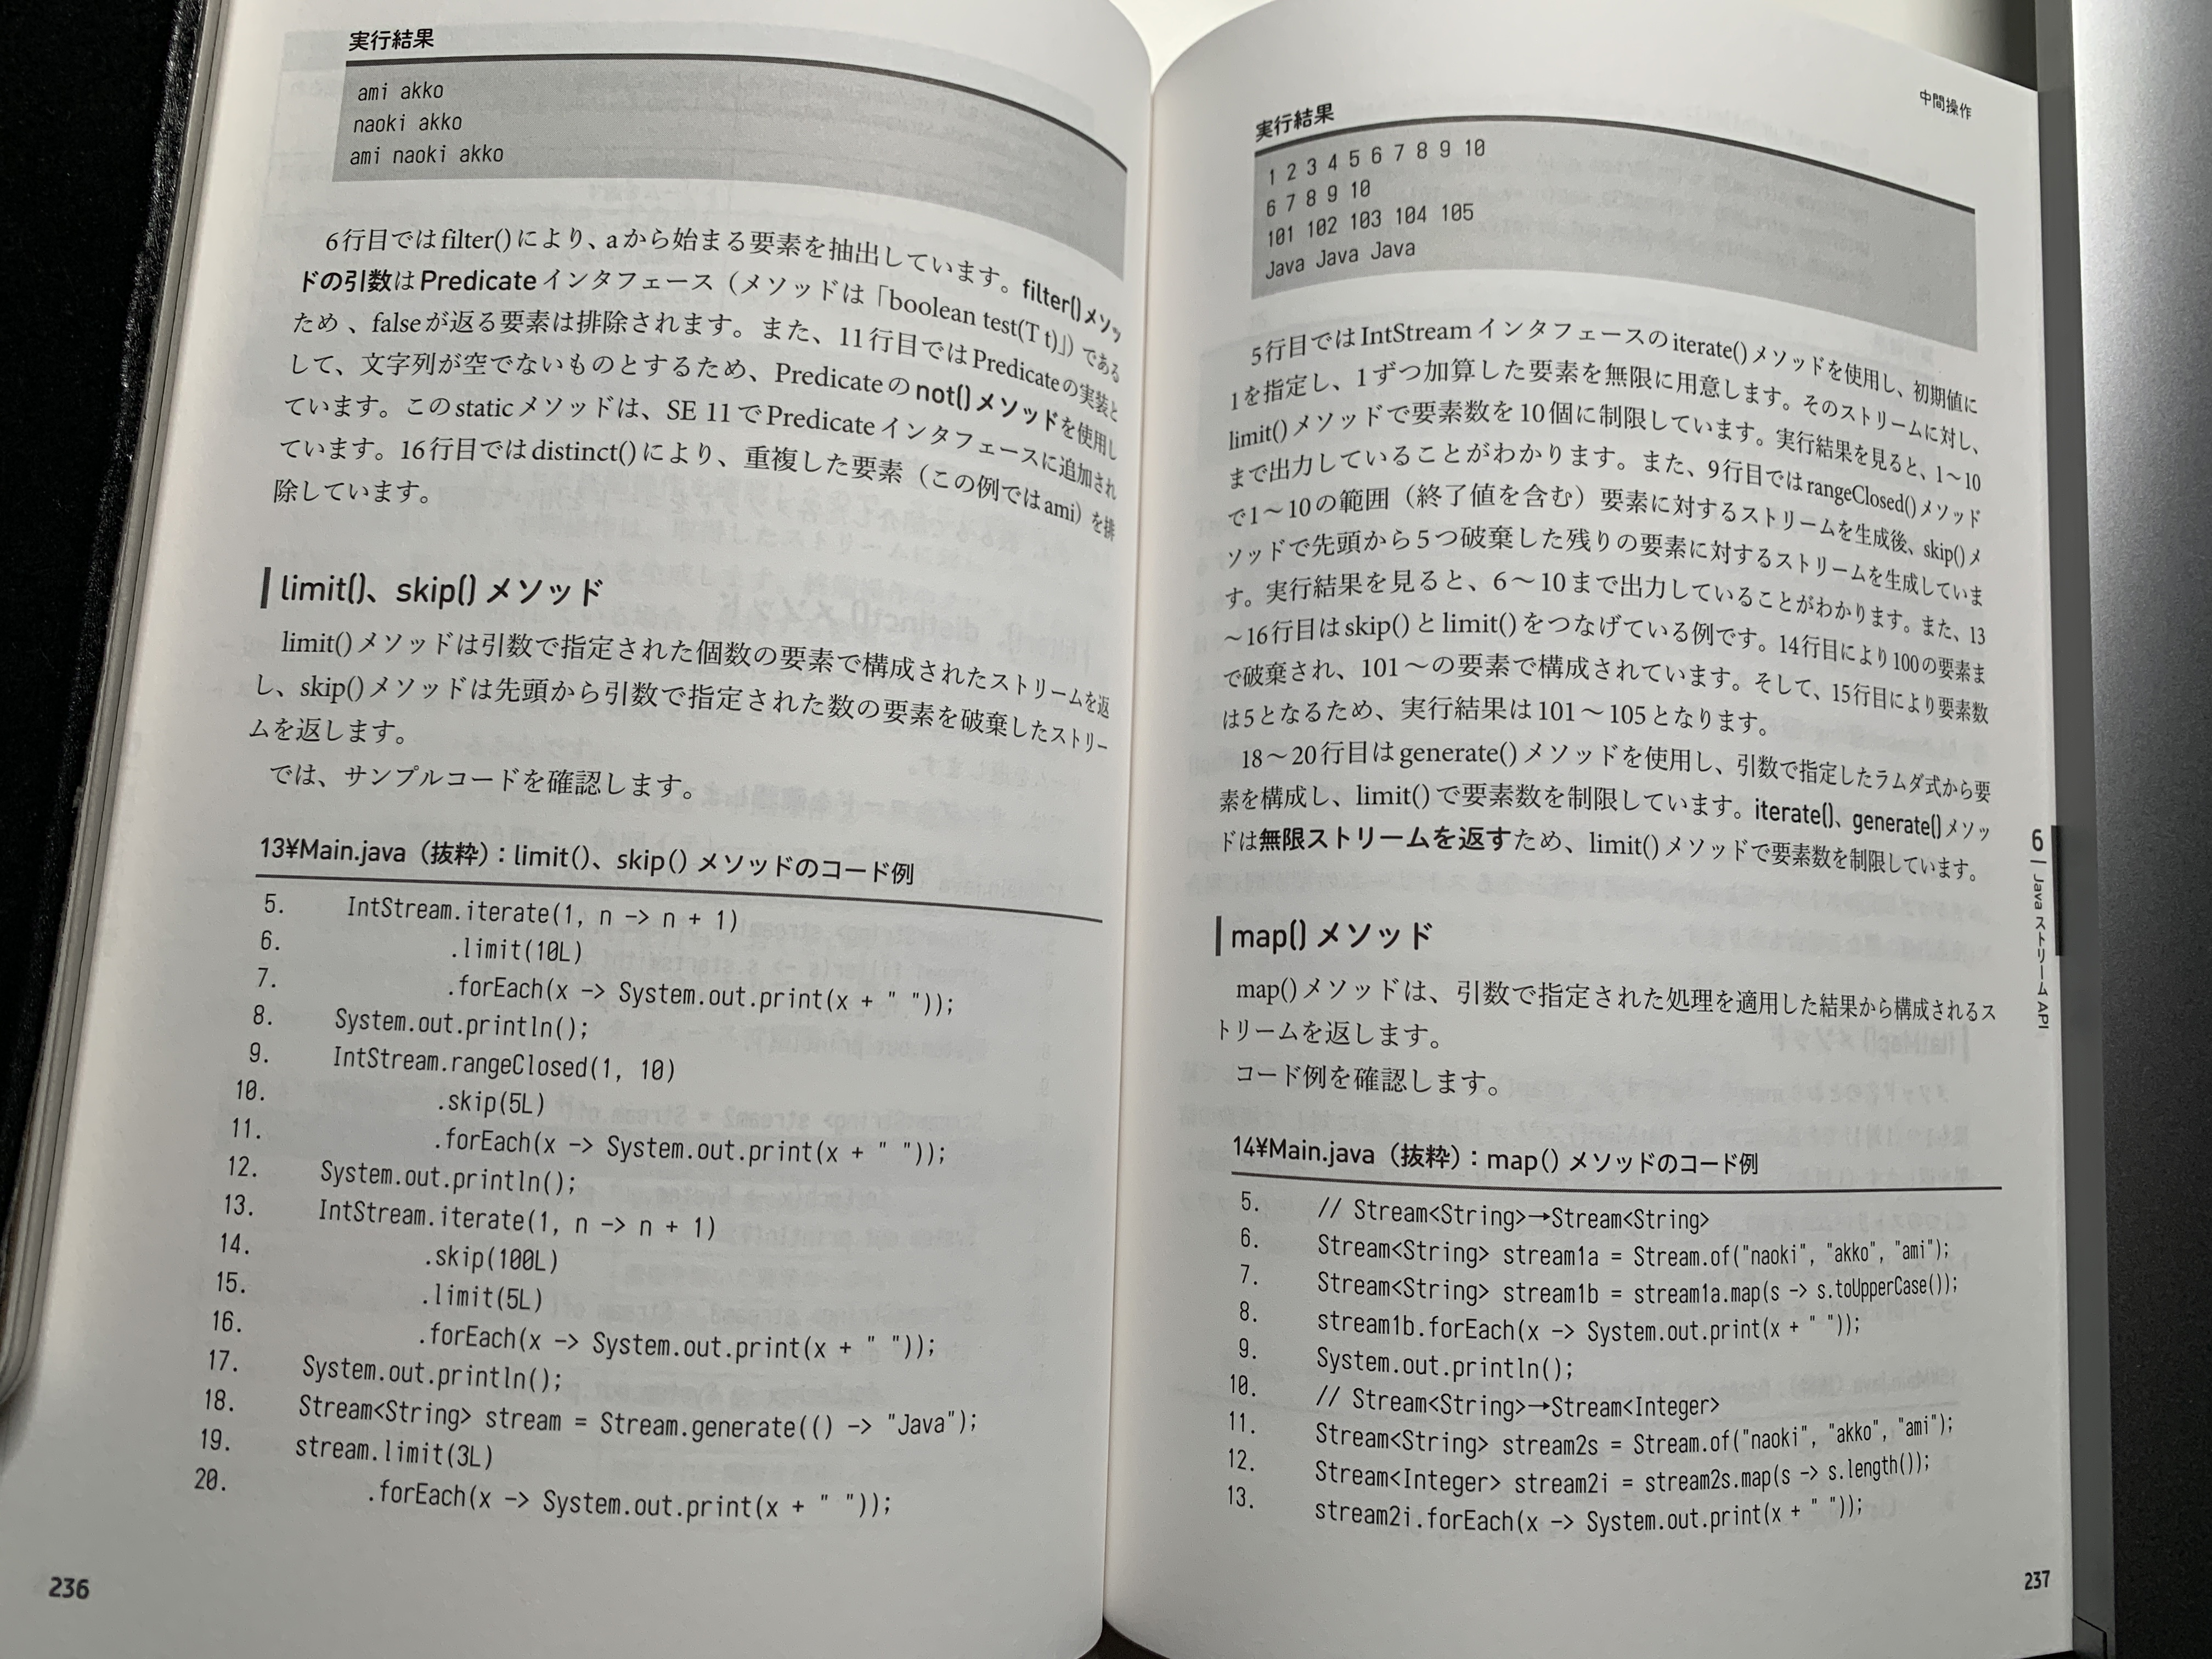 実行結果
ami akko
naoki akko
ami naoki akko
6行目ではfilter()により、aから始まる要素を抽出しています。filter()メソッ
ドの引数はPredicateインタフェース（メソッドは「boolean test(T t)」）である
ため、falseが返る要素は排除されます。また、11行目ではPredicateの実装と
して、文字列が空でないものとするため、Predicateのnot()メソッドを使用し
ています。このstaticメソッドは、SE 11でPredicateインタフェースに追加され
ています。16行目ではdistinct()により、重複した要素（この例ではami）を排
除しています。
limit()、skip()メソッド
limit()メソッドは引数で指定された個数の要素で構成されたストリームを返
し、skip()メソッドは先頭から引数で指定された数の要素を破棄したストリー
ムを返します。
では、サンプルコードを確認します。
13¥Main.java（抜粋）：limit()、skip()メソッドのコード例
5. IntStream.iterate(1, n -> n + 1)
6. .limit(10L)
7. .forEach(x -> System.out.print(x + " "));
8. System.out.println();
9. IntStream.rangeClosed(1, 10)
10. .skip(5L)
11. .forEach(x -> System.out.print(x + " "));
12. System.out.println();
13. IntStream.iterate(1, n -> n + 1)
14. .skip(100L)
15. .limit(5L)
16. .forEach(x -> System.out.print(x + " "));
17. System.out.println();
18. Stream<String> stream = Stream.generate(() -> "Java");
19. stream.limit(3L)
20. .forEach(x -> System.out.print(x + " "));
236
中間操作
実行結果
1 2 3 4 5 6 7 8 9 10
6 7 8 9 10
101 102 103 104 105
Java Java Java
5行目ではIntStreamインタフェースのiterate()メソッドを使用し、初期値に
1を指定し、1ずつ加算した要素を無限に用意します。そのストリームに対し、
limit()メソッドで要素数を10個に制限しています。実行結果を見ると、1～10
まで出力していることがわかります。また、9行目ではrangeClosed()メソッド
で1～10の範囲（終了値を含む）要素に対するストリームを生成後、skip()メ
ソッドで先頭から5つ破棄した残りの要素に対するストリームを生成していま
す。実行結果を見ると、6～10まで出力していることがわかります。また、13
～16行目はskip()とlimit()をつなげている例です。14行目により100の要素ま
で破棄され、101～の要素で構成されています。そして、15行目により要素数
は5となるため、実行結果は101～105となります。
18～20行目はgenerate()メソッドを使用し、引数で指定したラムダ式から要
素を構成し、limit()で要素数を制限しています。iterate()、generate()メソッ
ドは無限ストリームを返すため、limit()メソッドで要素数を制限しています。
map()メソッド
map()メソッドは、引数で指定された処理を適用した結果から構成されるス
トリームを返します。
コード例を確認します。
14¥Main.java（抜粋）：map()メソッドのコード例
5. // Stream<String>→Stream<String>
6. Stream<String> stream1a = Stream.of("naoki", "akko", "ami");
7. Stream<String> stream1b = stream1a.map(s -> s.toUpperCase());
8. stream1b.forEach(x -> System.out.print(x + " "));
9. System.out.println();
10. // Stream<String>→Stream<Integer>
11. Stream<String> stream2s = Stream.of("naoki", "akko", "ami");
12. Stream<Integer> stream2i = stream2s.map(s -> s.length());
13. stream2i.forEach(x -> System.out.print(x + " "));
6 Java ストリーム API
237